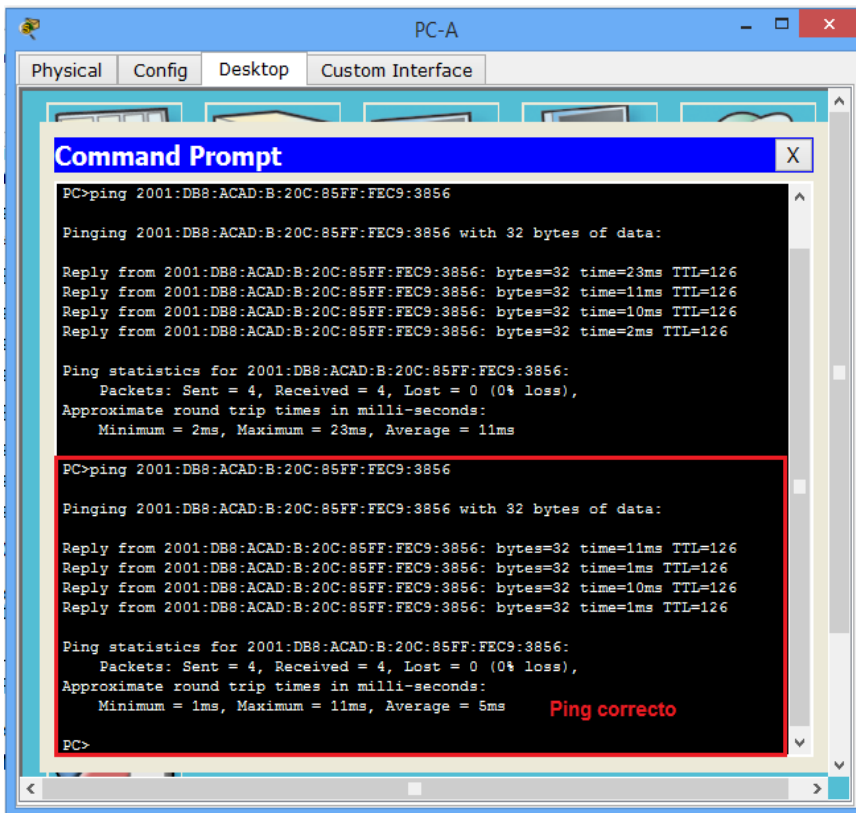 PC-A
Physical Config Desktop Custom Interface
Command Prompt X
PC>ping 2001:DB8:ACAD:B:20C:85FF:FEC9:3856
Pinging 2001:DB8:ACAD:B:20C:85FF:FEC9:3856 with 32 bytes of data:
Reply from 2001:DB8:ACAD:B:20C:85FF:FEC9:3856: bytes=32 time=23ms TTL=126
Reply from 2001:DB8:ACAD:B:20C:85FF:FEC9:3856: bytes=32 time=11ms TTL=126
Reply from 2001:DB8:ACAD:B:20C:85FF:FEC9:3856: bytes=32 time=10ms TTL=126
Reply from 2001:DB8:ACAD:B:20C:85FF:FEC9:3856: bytes=32 time=2ms TTL=126
Ping statistics for 2001:DB8:ACAD:B:20C:85FF:FEC9:3856:
Packets: Sent = 4, Received = 4, Lost = 0 (0% loss),
Approximate round trip times in milli-seconds:
Minimum = 2ms, Maximum = 23ms, Average = 11ms
PC>ping 2001:DB8:ACAD:B:20C:85FF:FEC9:3856
Pinging 2001:DB8:ACAD:B:20C:85FF:FEC9:3856 with 32 bytes of data:
Reply from 2001:DB8:ACAD:B:20C:85FF:FEC9:3856: bytes=32 time=11ms TTL=126
Reply from 2001:DB8:ACAD:B:20C:85FF:FEC9:3856: bytes=32 time=1ms TTL=126
Reply from 2001:DB8:ACAD:B:20C:85FF:FEC9:3856: bytes=32 time=10ms TTL=126
Reply from 2001:DB8:ACAD:B:20C:85FF:FEC9:3856: bytes=32 time=1ms TTL=126
Ping statistics for 2001:DB8:ACAD:B:20C:85FF:FEC9:3856:
Packets: Sent = 4, Received = 4, Lost = 0 (0% loss),
Approximate round trip times in milli-seconds:
Minimum = 1ms, Maximum = 11ms, Average = 5ms Ping correcto
PC>